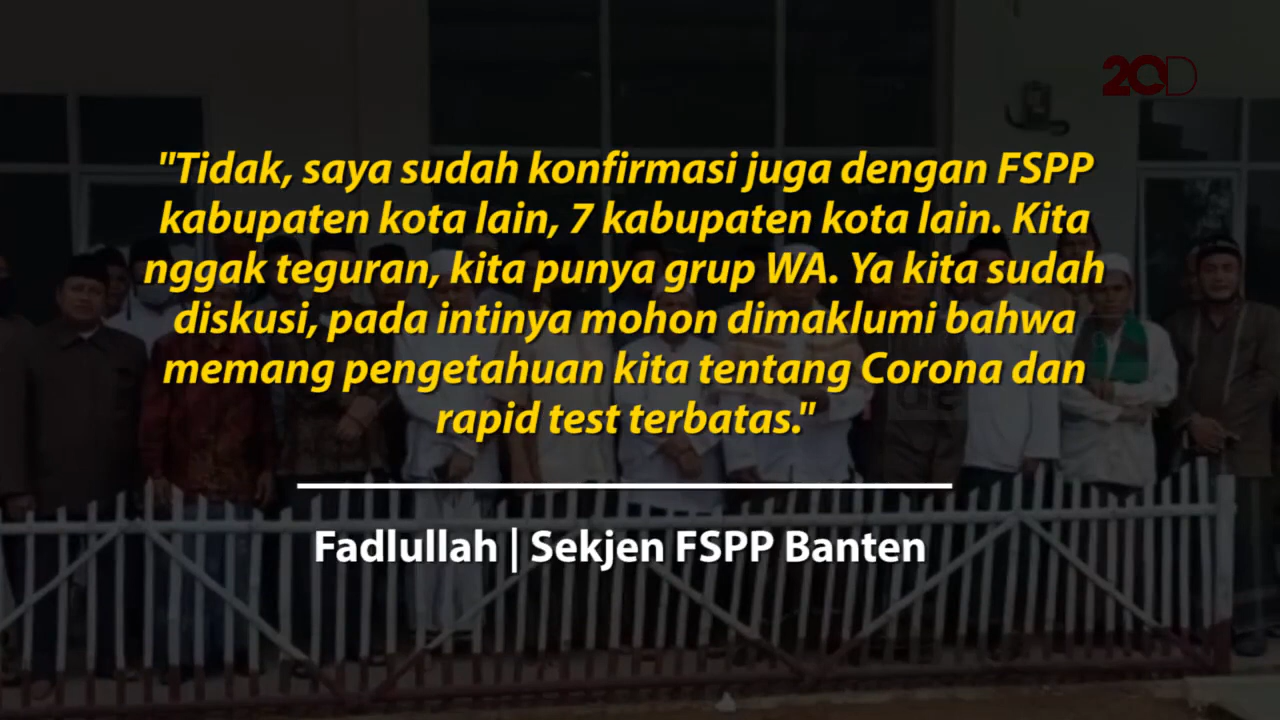 20D
"Tidak, saya sudah konfirmasi juga dengan FSPP
kabupaten kota lain, 7 kabupaten kota lain. Kita
nggak teguran, kita punya grup WA. Ya kita sudah
diskusi, pada intinya mohon dimaklumi bahwa
memang pengetahuan kita tentang Corona dan
rapid test terbatas."
Fadlullah | Sekjen FSPP Banten